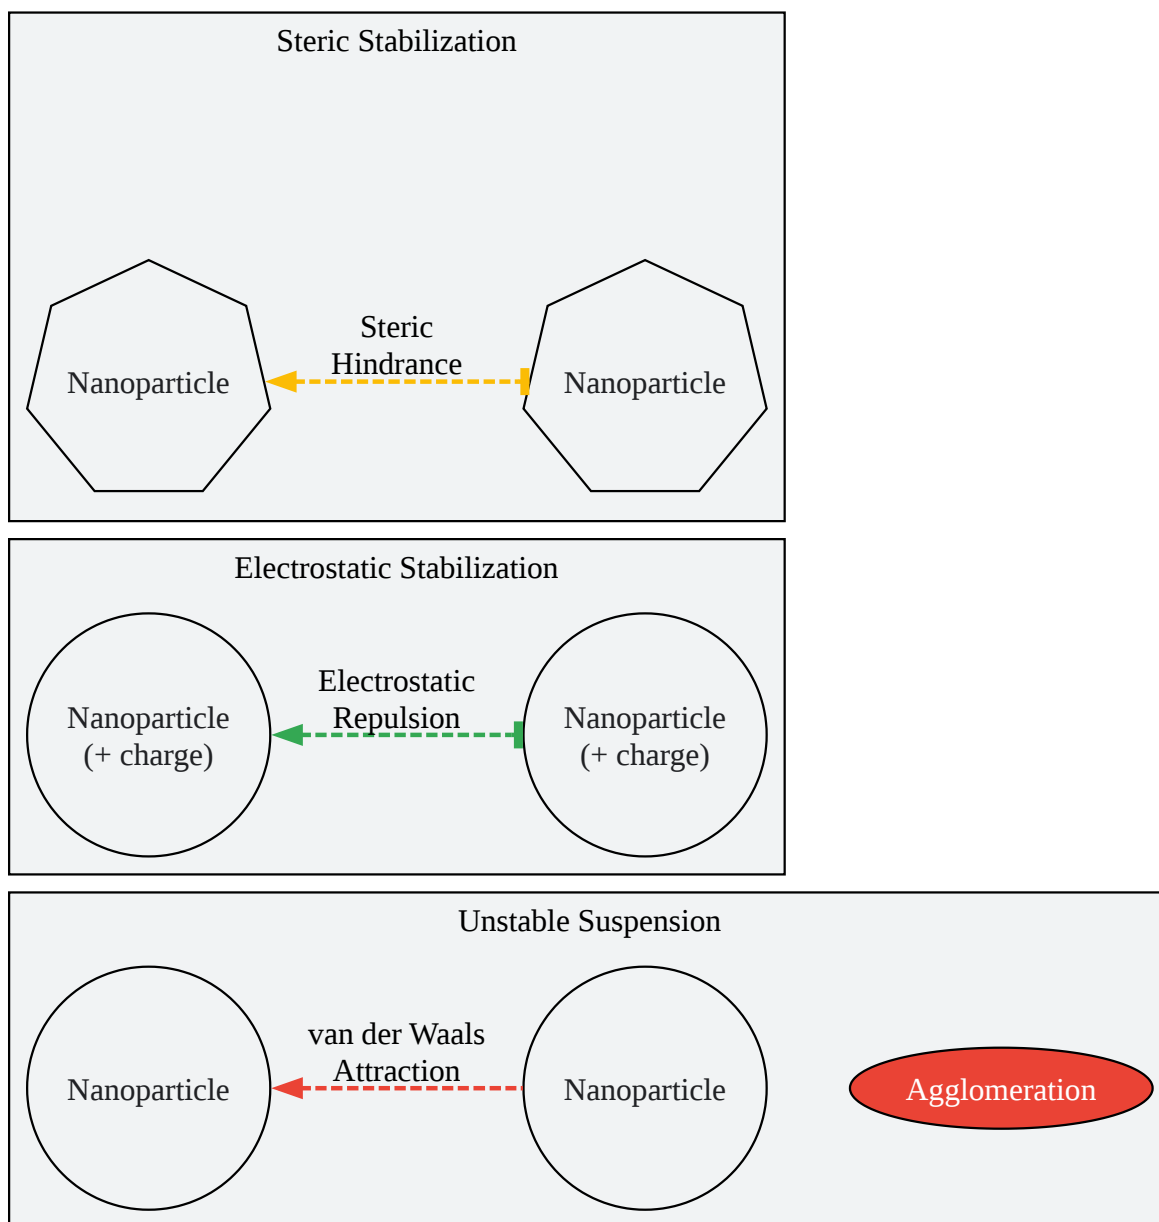 Steric Stabilization
Steric
Hindrance
Nanoparticle
Nanoparticle
Electrostatic Stabilization
Nanoparticle
(+ charge)
Electrostatic
Repulsion
Nanoparticle
(+ charge)
Unstable Suspension
Nanoparticle
van der Waals
Attraction
Nanoparticle
Agglomeration